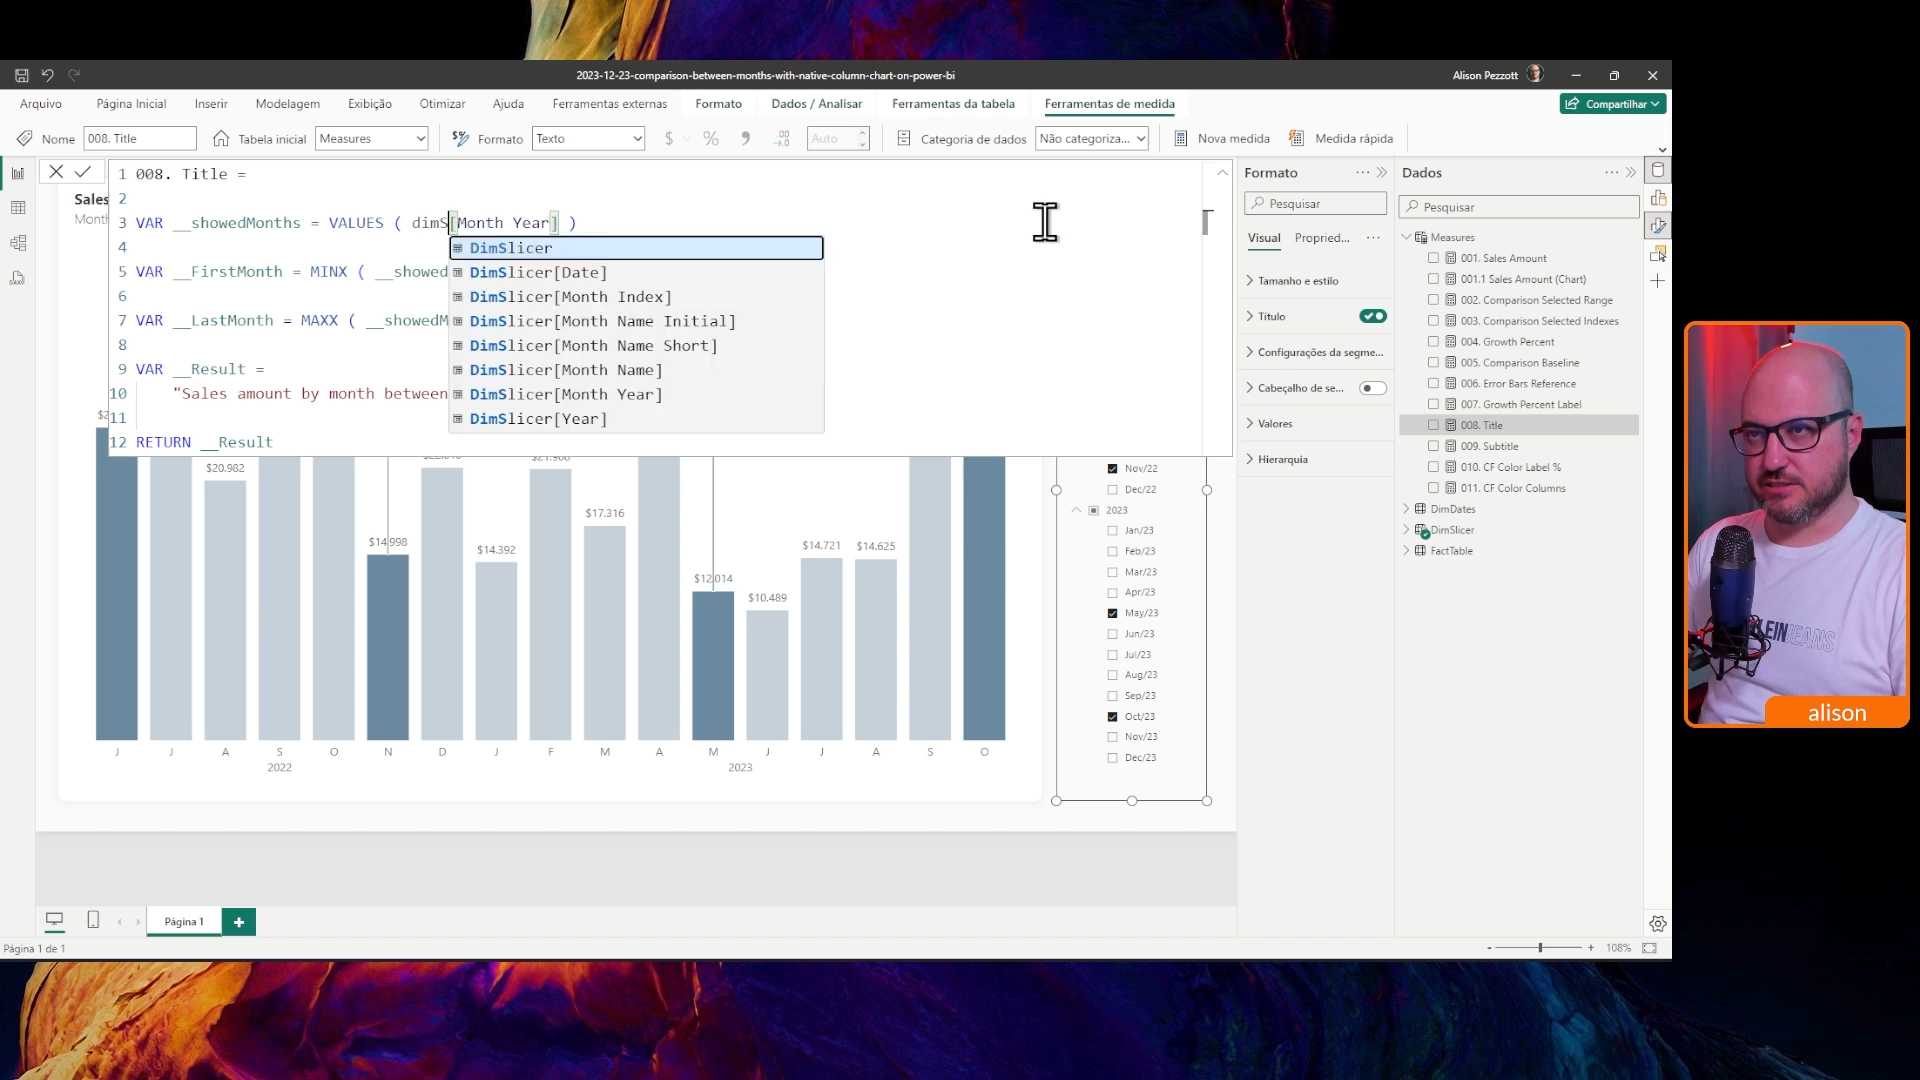 2023-12-23-comparison-between-months-with-native-column-chart-on-power-bi
Alison Pezzott
Arquivo
Página Inicial
Inserir
Modelagem
Exibição
Otimizar
Ajuda
Ferramentas externas
Formato
Dados / Analisar
Ferramentas da tabela
Ferramentas de medida
Compartilhar
Nome
008. Title
Tabela inicial
Measures
Formato
Texto
$
%
Auto
Categoria de dados
Não categoriza...
Nova medida
Medida rápida
1 008. Title =
2
3 VAR __showedMonths = VALUES ( dimS[Month Year] )
4
5 VAR __FirstMonth = MINX ( __showed
6
7 VAR __LastMonth = MAXX ( __showedM
8
9 VAR __Result =
10 "Sales amount by month between
11
12 RETURN __Result
DimSlicer
DimSlicer[Date]
DimSlicer[Month Index]
DimSlicer[Month Name Initial]
DimSlicer[Month Name Short]
DimSlicer[Month Name]
DimSlicer[Month Year]
DimSlicer[Year]
Sales
Month
$20.982
$14.998
$14.392
$17.316
$12.014
$10.489
$14.721
$14.625
J
J
A
S
O
N
D
J
F
M
A
M
J
J
A
S
O
2022
2023
Nov/22
Dec/22
2023
Jan/23
Feb/23
Mar/23
Apr/23
May/23
Jun/23
Jul/23
Aug/23
Sep/23
Oct/23
Nov/23
Dec/23
Formato
Pesquisar
Visual
Propried...
Tamanho e estilo
Título
Configurações da segme...
Cabeçalho de se...
Valores
Hierarquia
Dados
Pesquisar
Measures
001. Sales Amount
001.1 Sales Amount (Chart)
002. Comparison Selected Range
003. Comparison Selected Indexes
004. Growth Percent
005. Comparison Baseline
006. Error Bars Reference
007. Growth Percent Label
008. Title
009. Subtitle
010. CF Color Label %
011. CF Color Columns
DimDates
DimSlicer
FactTable
alison
Página 1
Página 1 de 1
108%